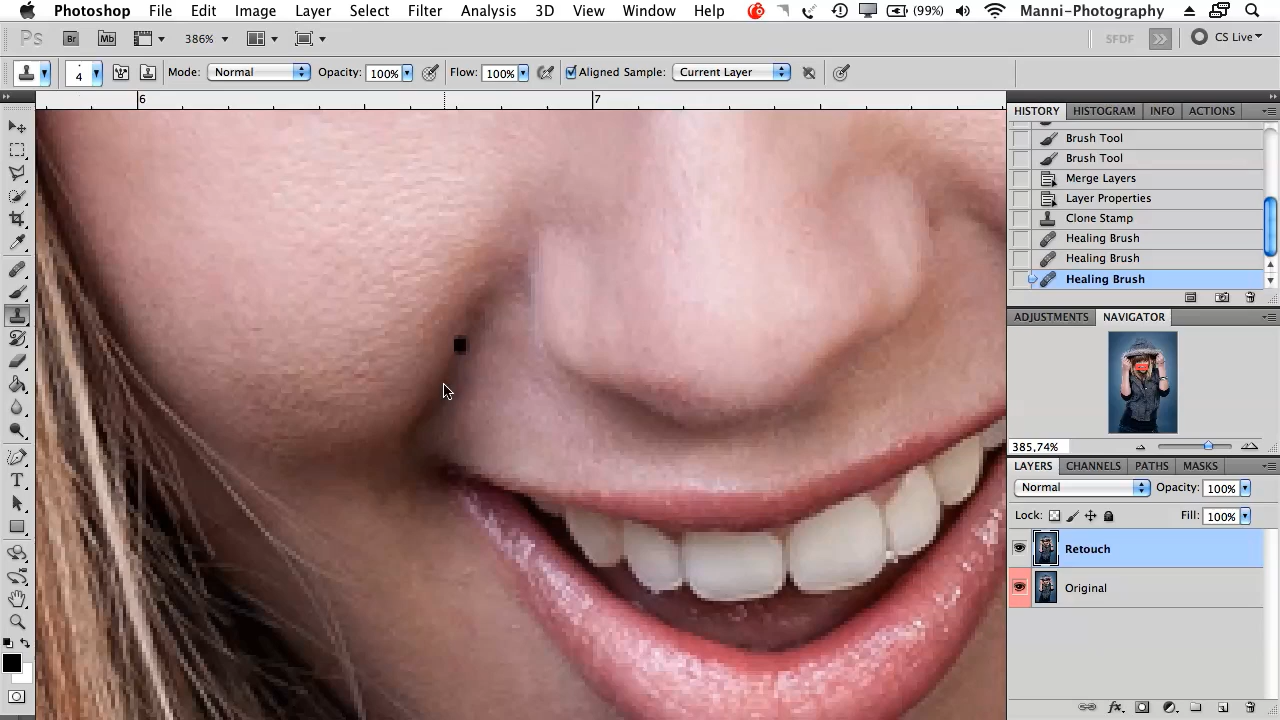 Photoshop File Edit Image Layer Select Filter Analysis 3D View Window Help (99%) Manni-Photography
Ps Br Mb 386% SFDF CS Live
4 Mode: Normal Opacity: 100% Flow: 100% Aligned Sample: Current Layer
6 7
HISTORY HISTOGRAM INFO ACTIONS
Brush Tool
Brush Tool
Merge Layers
Layer Properties
Clone Stamp
Healing Brush
Healing Brush
Healing Brush
ADJUSTMENTS NAVIGATOR
385,74%
LAYERS CHANNELS PATHS MASKS
Normal Opacity: 100%
Lock: Fill: 100%
Retouch
Original